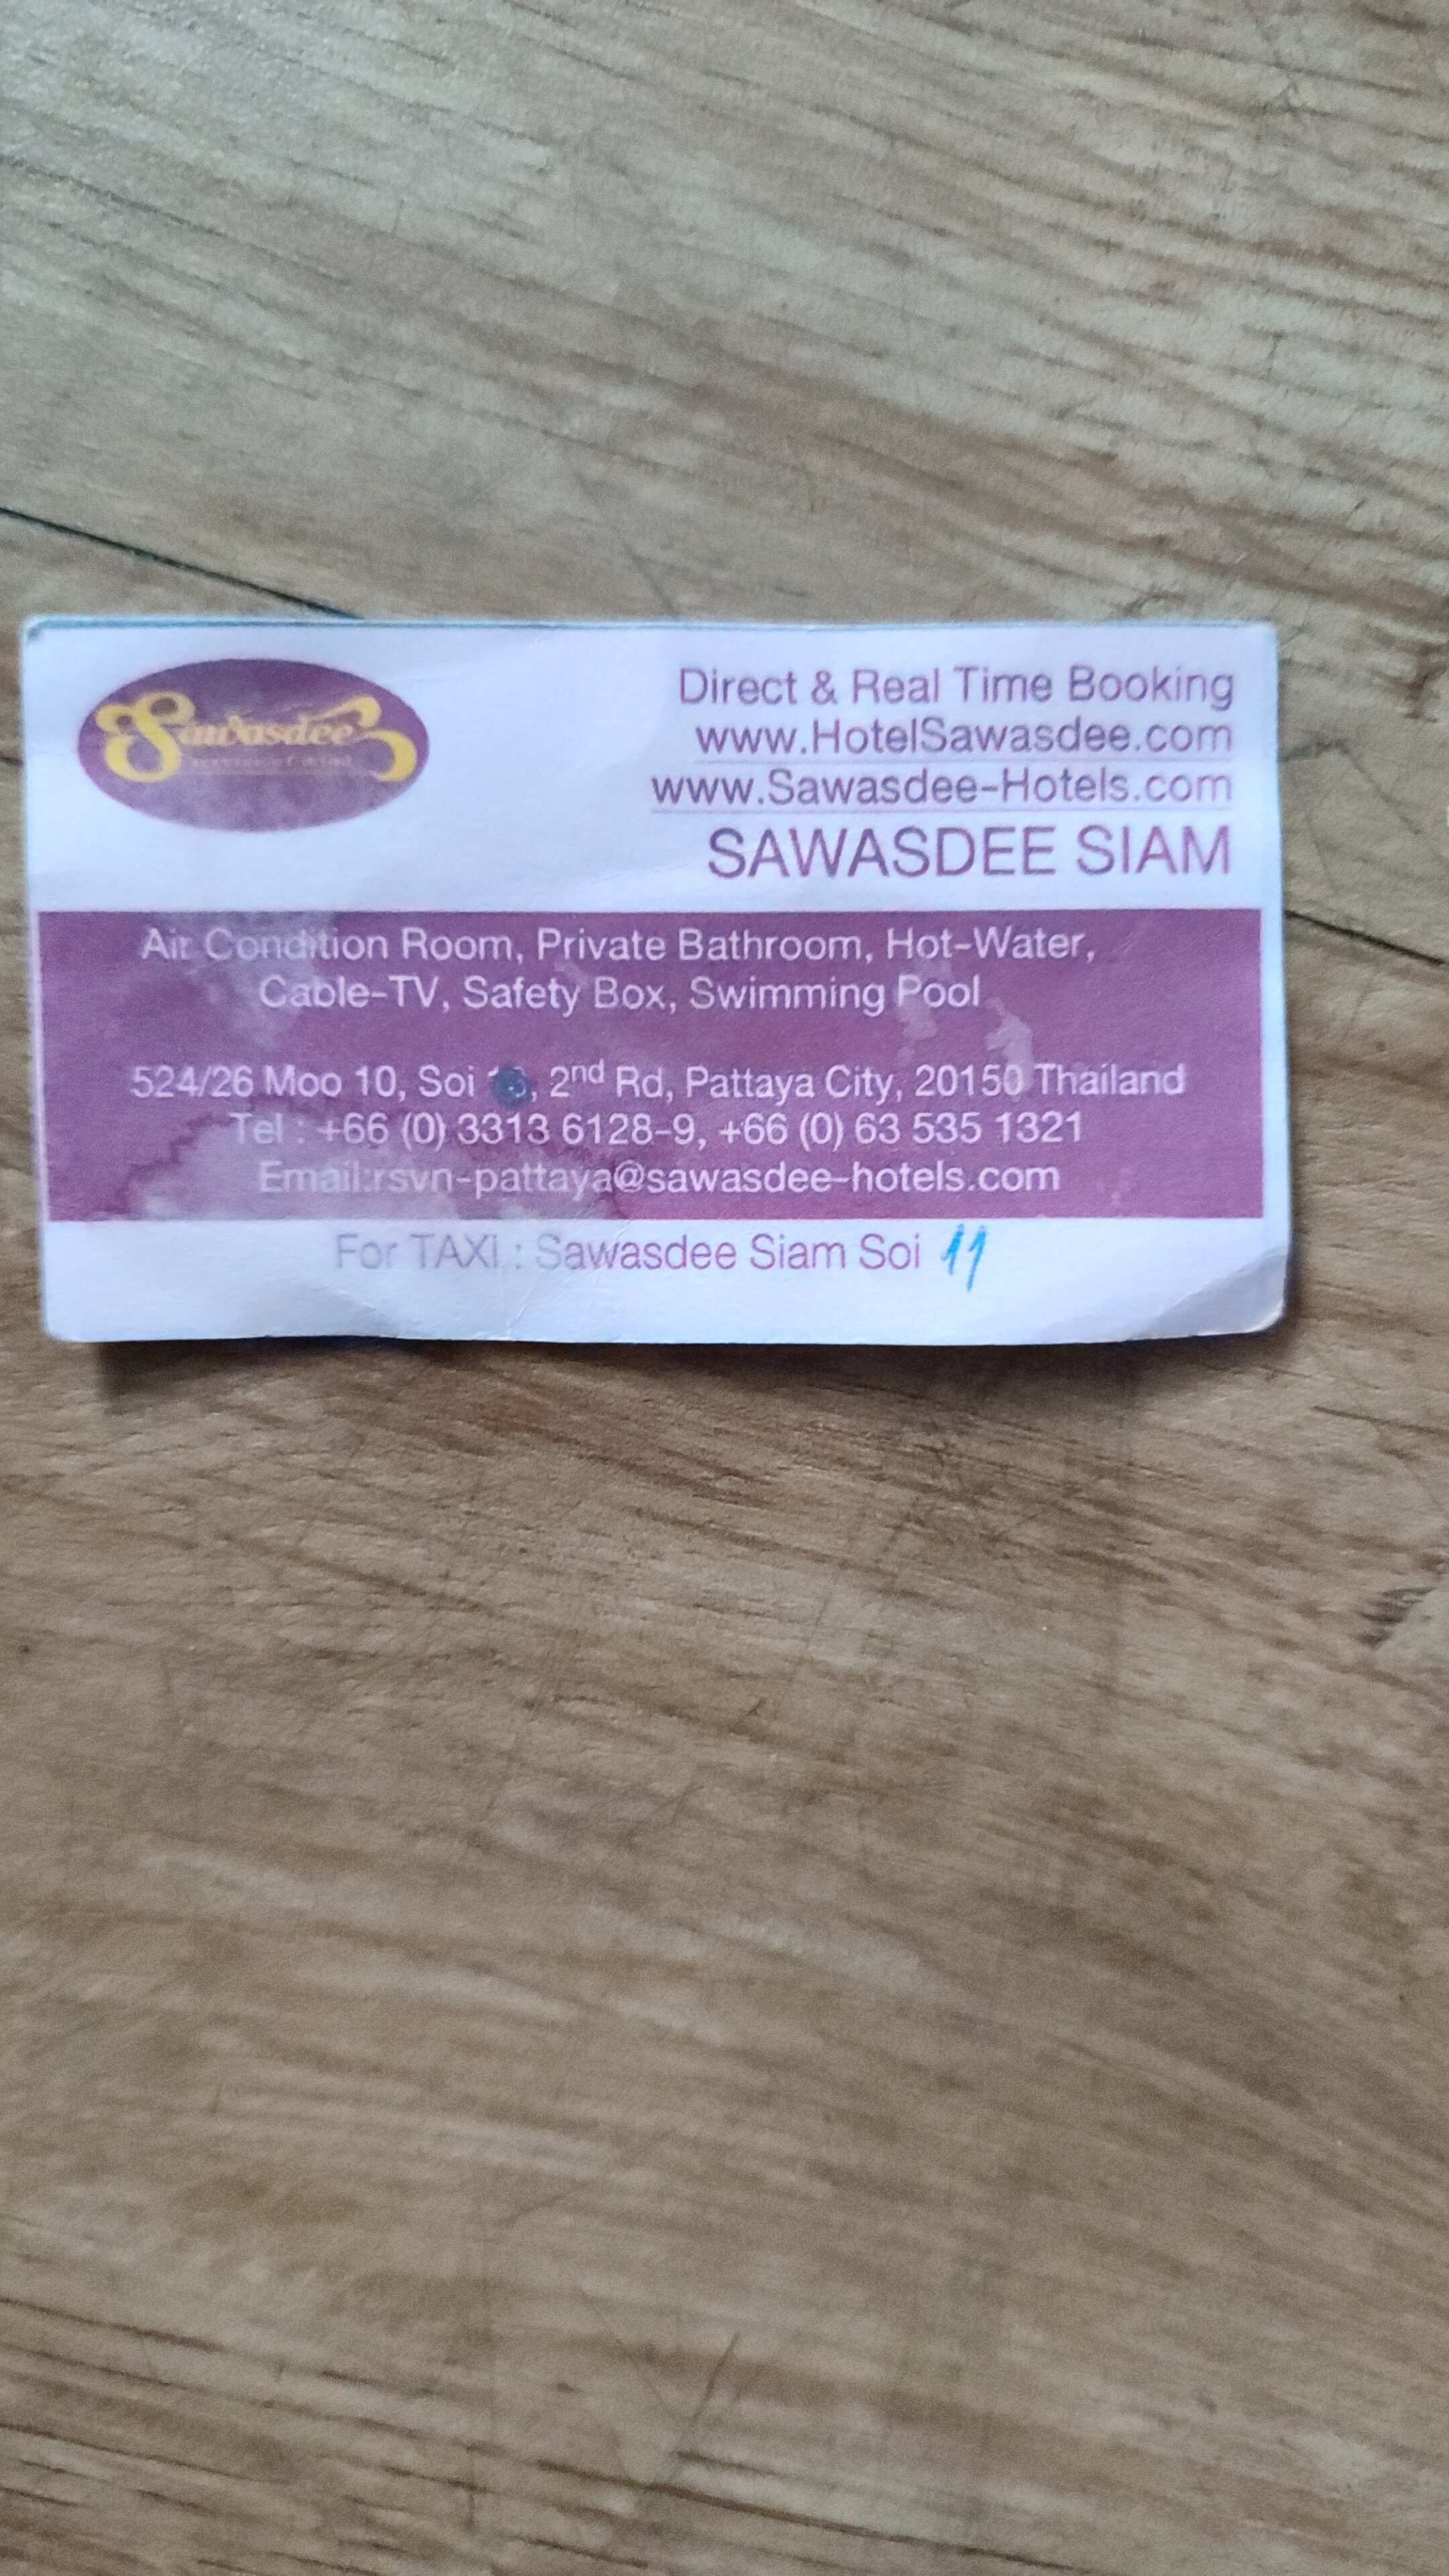 Sawasdee
Direct & Real Time Booking
www.HotelSawasdee.com
www.Sawasdee-Hotels.com
SAWASDEE SIAM
Air Condition Room, Private Bathroom, Hot-Water,
Cable-TV, Safety Box, Swimming Pool
524/26 Moo 10, Soi , 2nd Rd, Pattaya City, 20150 Thailand
Tel : +66 (0) 3313 6128-9, +66 (0) 63 535 1321
Email:rsvn-pattaya@sawasdee-hotels.com
For TAXI : Sawasdee Siam Soi 11